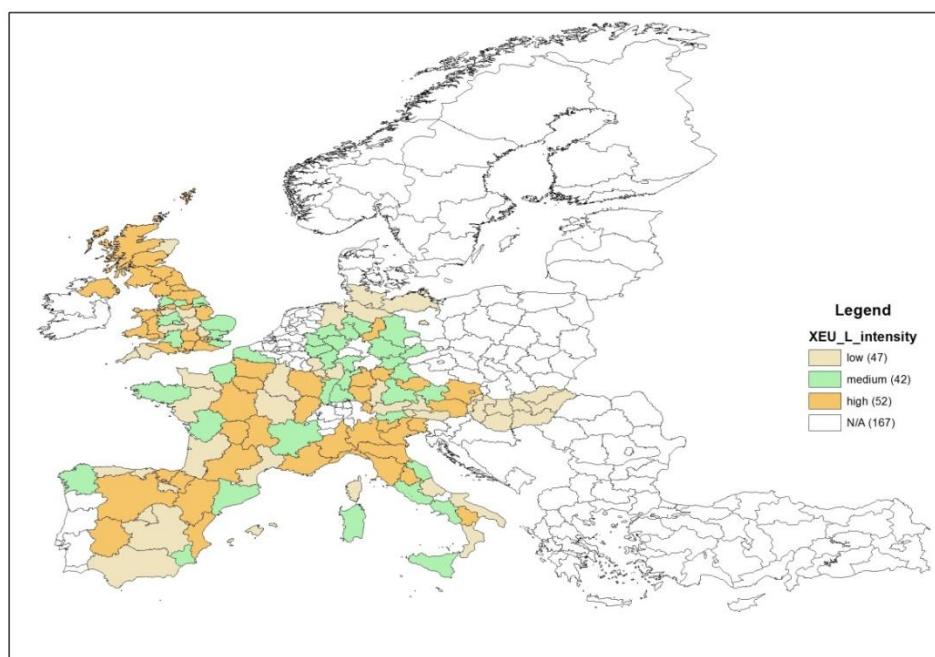 Legend
XEU_L_intensity
low (47)
medium (42)
high (52)
N/A (167)